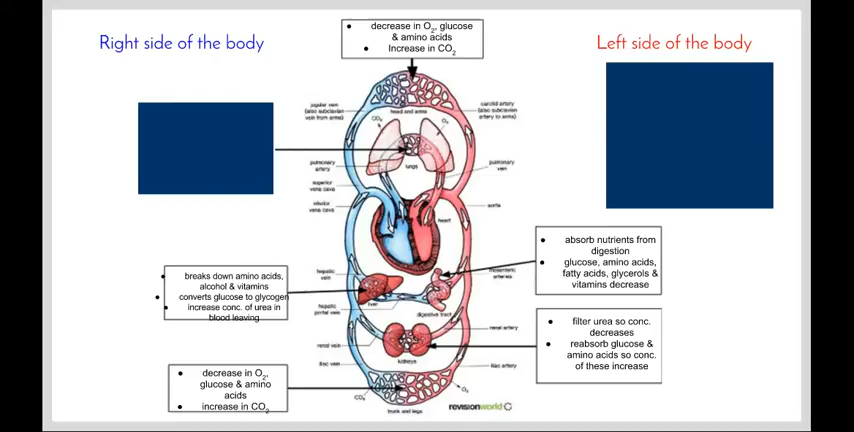 ● decrease in O2, glucose
& amino acids
● Increase in CO2
Right side of the body
Left side of the body
jugular vein
(also subclavian
vein from arms)
head and arms
carotid artery
(also subclavian
artery to arms)
CO2
O2
lungs
pulmonary
artery
pulmonary
vein
superior
vena cava
inferior
vena cava
aorta
heart
● absorb nutrients from
digestion
● glucose, amino acids,
fatty acids, glycerols &
vitamins decrease
hepatic
vein
mesenteric
arteries
● breaks down amino acids,
alcohol & vitamins
● converts glucose to glycogen
● increase conc. of urea in
blood leaving
liver
hepatic
portal vein
digestive tract
● filter urea so conc.
decreases
● reabsorb glucose &
amino acids so conc.
of these increase
renal artery
renal vein
kidneys
iliac vein
iliac artery
● decrease in O2,
glucose & amino
acids
● increase in CO2
CO2
O2
trunk and legs
revisionworld